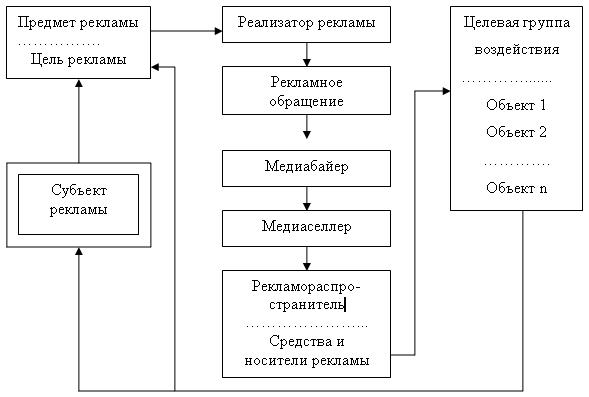 Предмет рекламы
……………..
Цель рекламы
Субъект
рекламы
Реализатор рекламы
Рекламное
обращение
Медиабайер
Медиаселлер
Рекламораспро-
странитель
……………………..
Средства и
носители рекламы
Целевая группа
воздействия
……………......
Объект 1
Объект 2
………….
Объект n